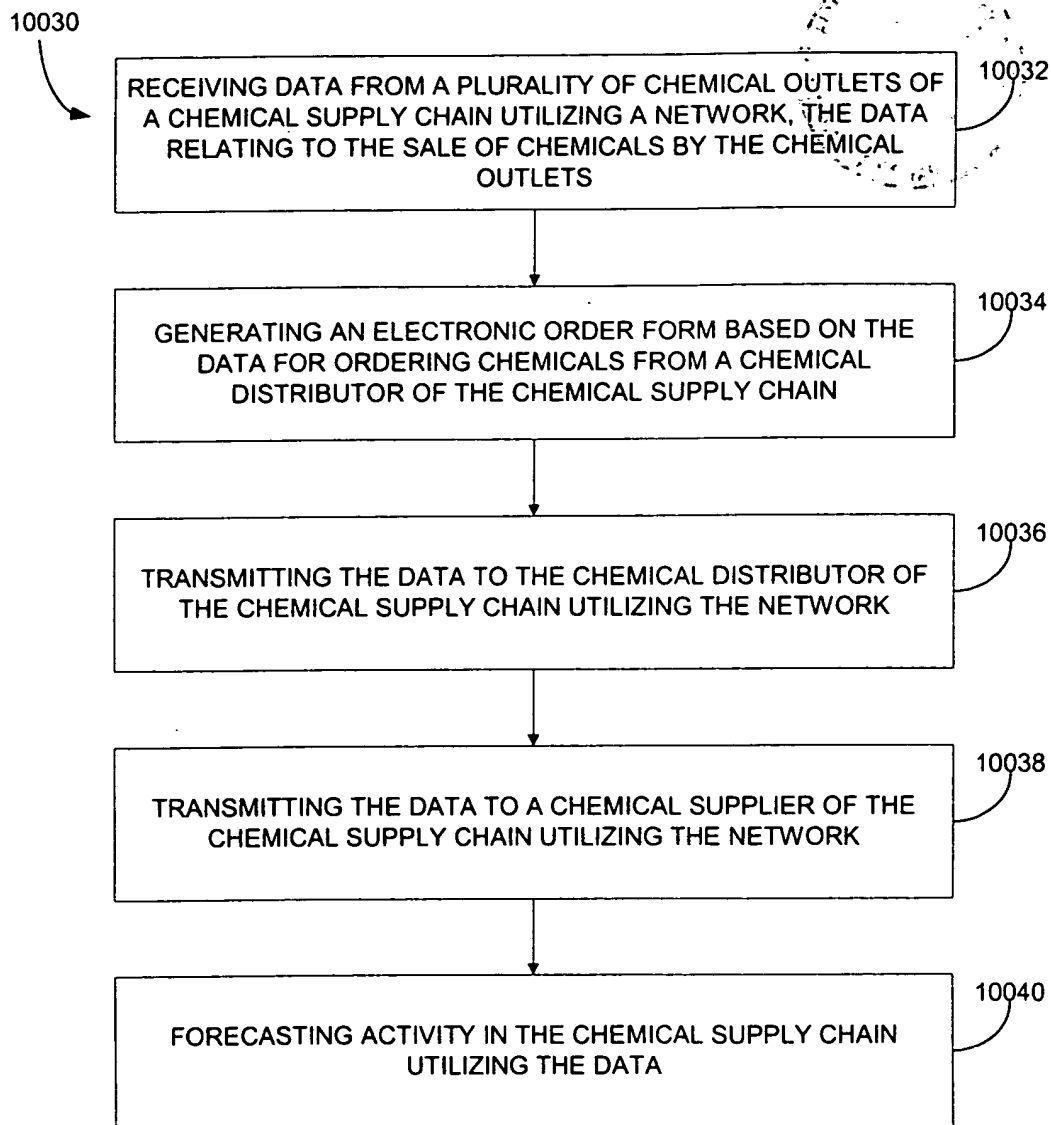 10030
RECEIVING DATA FROM A PLURALITY OF CHEMICAL OUTLETS OF
A CHEMICAL SUPPLY CHAIN UTILIZING A NETWORK, THE DATA
RELATING TO THE SALE OF CHEMICALS BY THE CHEMICAL
OUTLETS
10032
GENERATING AN ELECTRONIC ORDER FORM BASED ON THE
DATA FOR ORDERING CHEMICALS FROM A CHEMICAL
DISTRIBUTOR OF THE CHEMICAL SUPPLY CHAIN
10034
TRANSMITTING THE DATA TO THE CHEMICAL DISTRIBUTOR OF
THE CHEMICAL SUPPLY CHAIN UTILIZING THE NETWORK
10036
TRANSMITTING THE DATA TO A CHEMICAL SUPPLIER OF THE
CHEMICAL SUPPLY CHAIN UTILIZING THE NETWORK
10038
FORECASTING ACTIVITY IN THE CHEMICAL SUPPLY CHAIN
UTILIZING THE DATA
10040